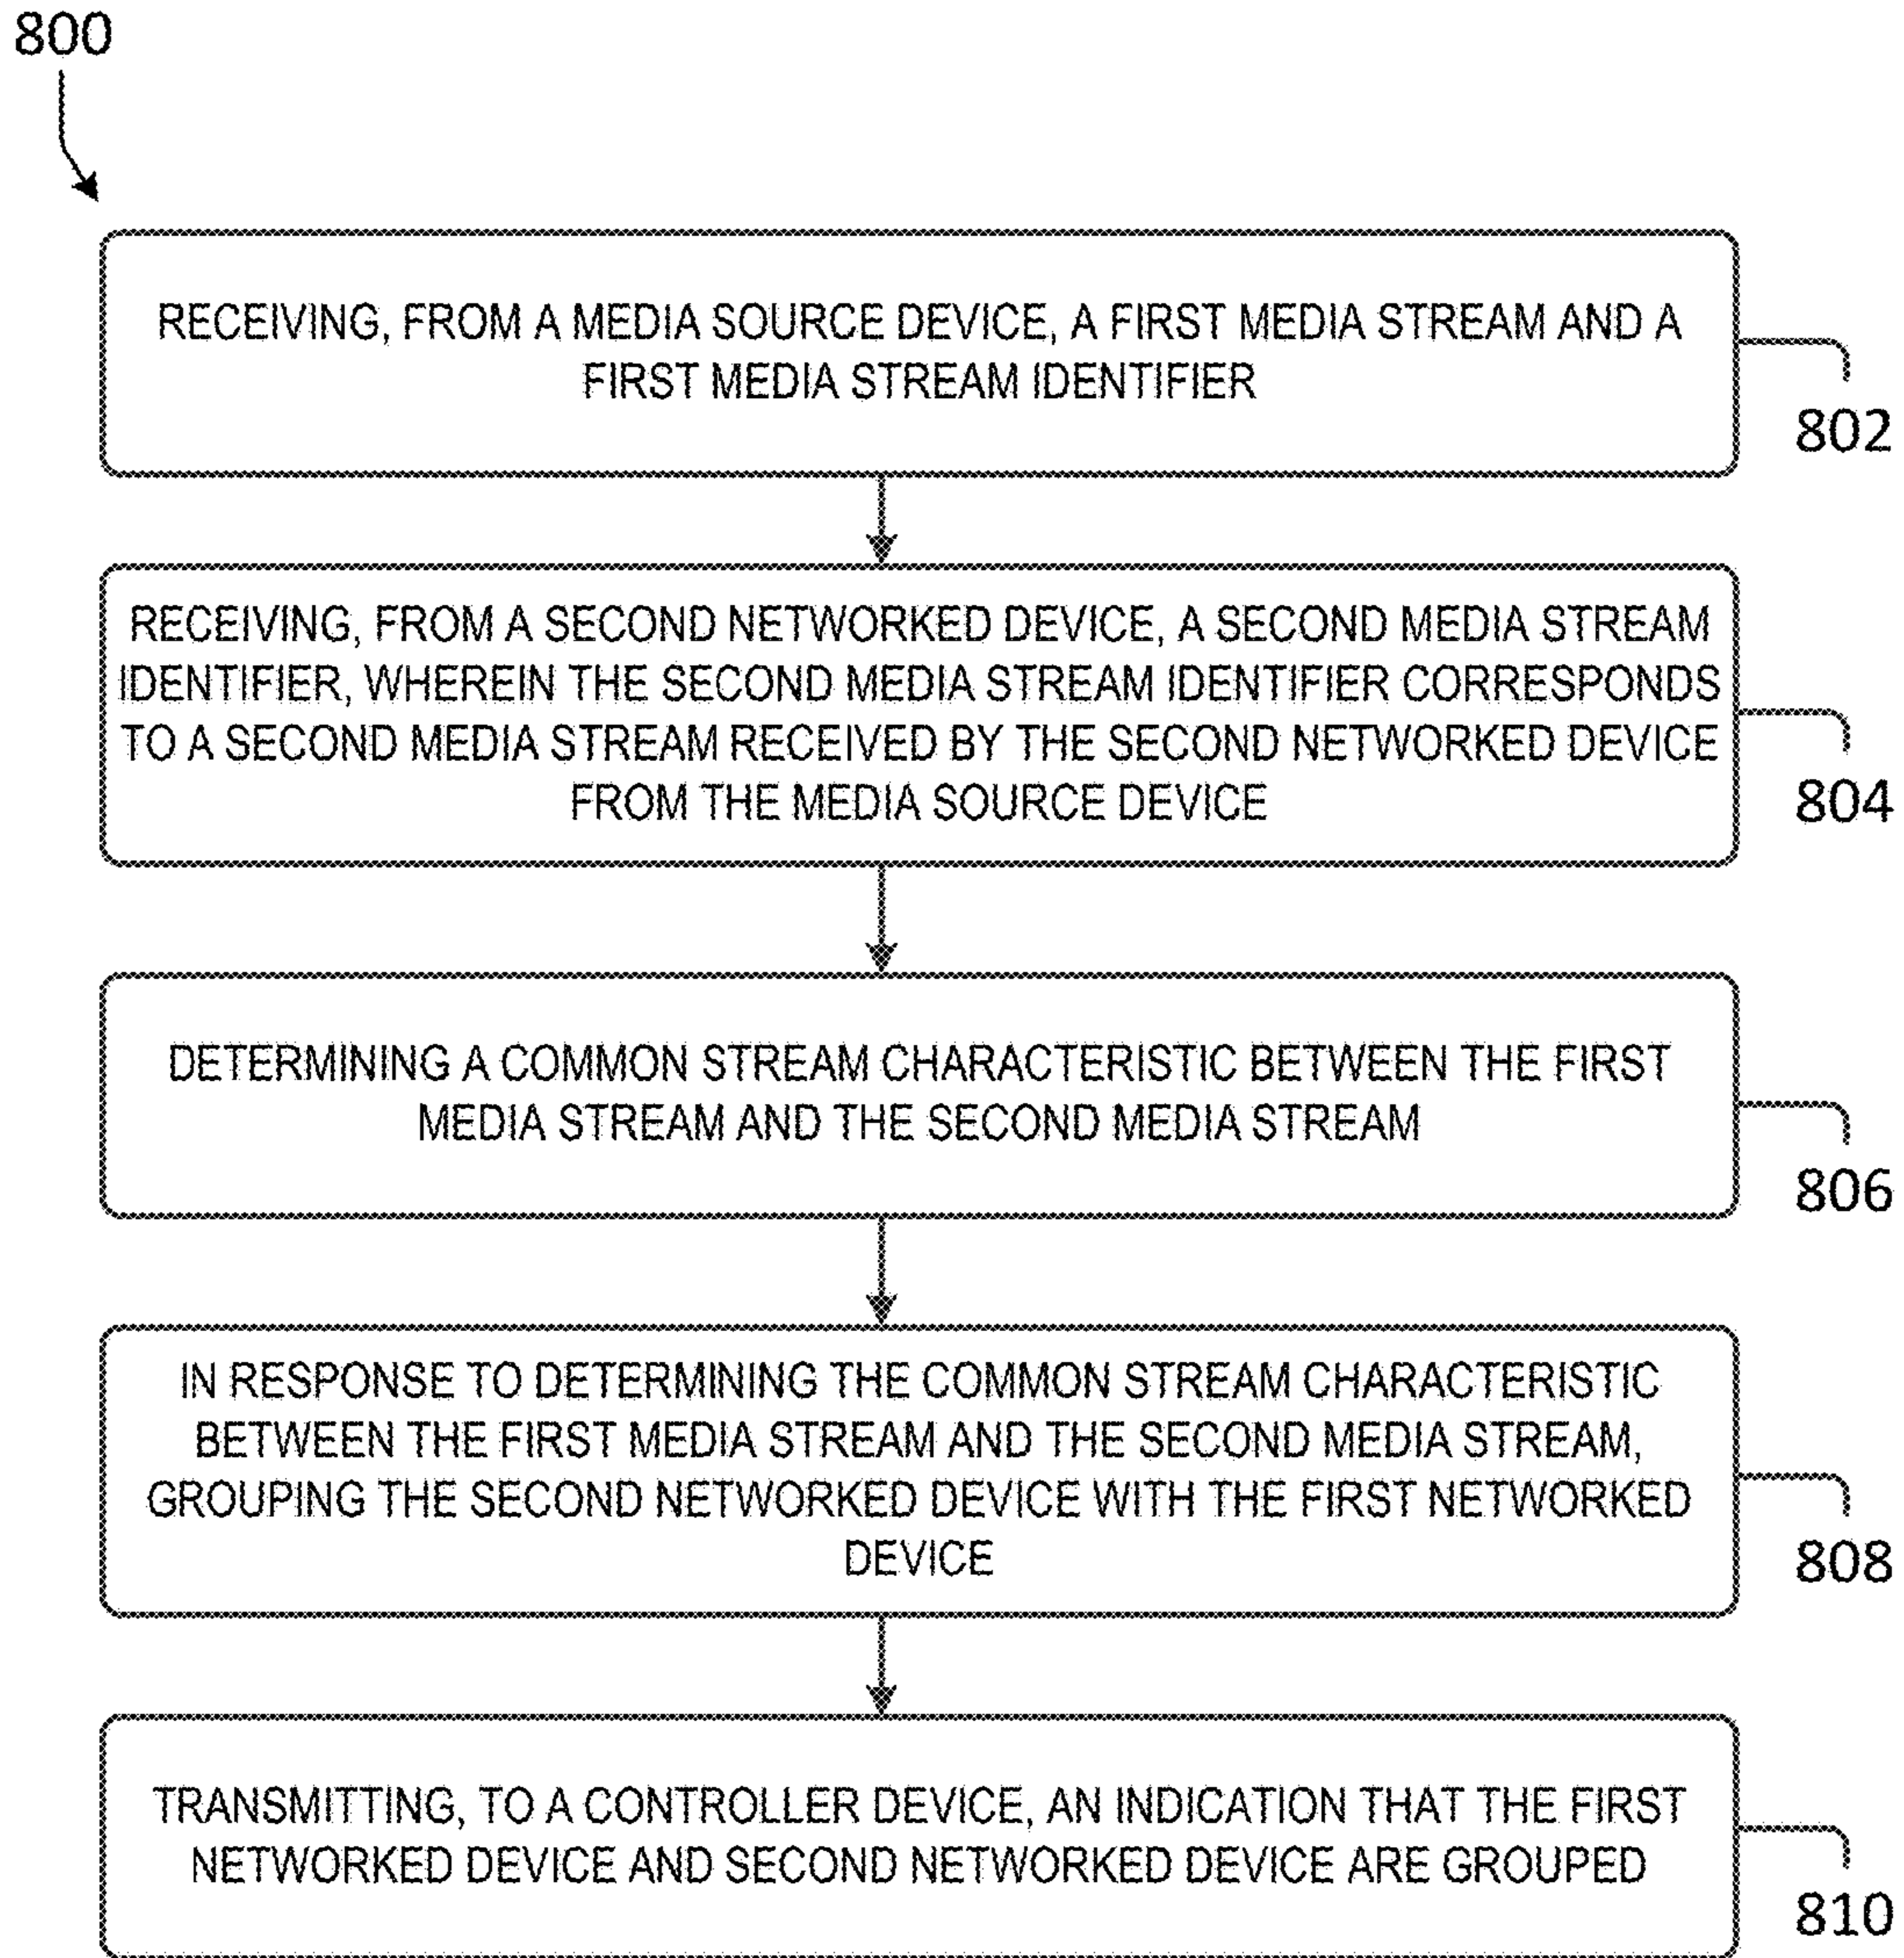 800
RECEIVING, FROM A MEDIA SOURCE DEVICE, A FIRST MEDIA STREAM AND A
FIRST MEDIA STREAM IDENTIFIER
802
RECEIVING, FROM A SECOND NETWORKED DEVICE, A SECOND MEDIA STREAM
IDENTIFIER, WHEREIN THE SECOND MEDIA STREAM IDENTIFIER CORRESPONDS
TO A SECOND MEDIA STREAM RECEIVED BY THE SECOND NETWORKED DEVICE
FROM THE MEDIA SOURCE DEVICE
804
DETERMINING A COMMON STREAM CHARACTERISTIC BETWEEN THE FIRST
MEDIA STREAM AND THE SECOND MEDIA STREAM
806
IN RESPONSE TO DETERMINING THE COMMON STREAM CHARACTERISTIC
BETWEEN THE FIRST MEDIA STREAM AND THE SECOND MEDIA STREAM,
GROUPING THE SECOND NETWORKED DEVICE WITH THE FIRST NETWORKED
DEVICE
808
TRANSMITTING, TO A CONTROLLER DEVICE, AN INDICATION THAT THE FIRST
NETWORKED DEVICE AND SECOND NETWORKED DEVICE ARE GROUPED
810